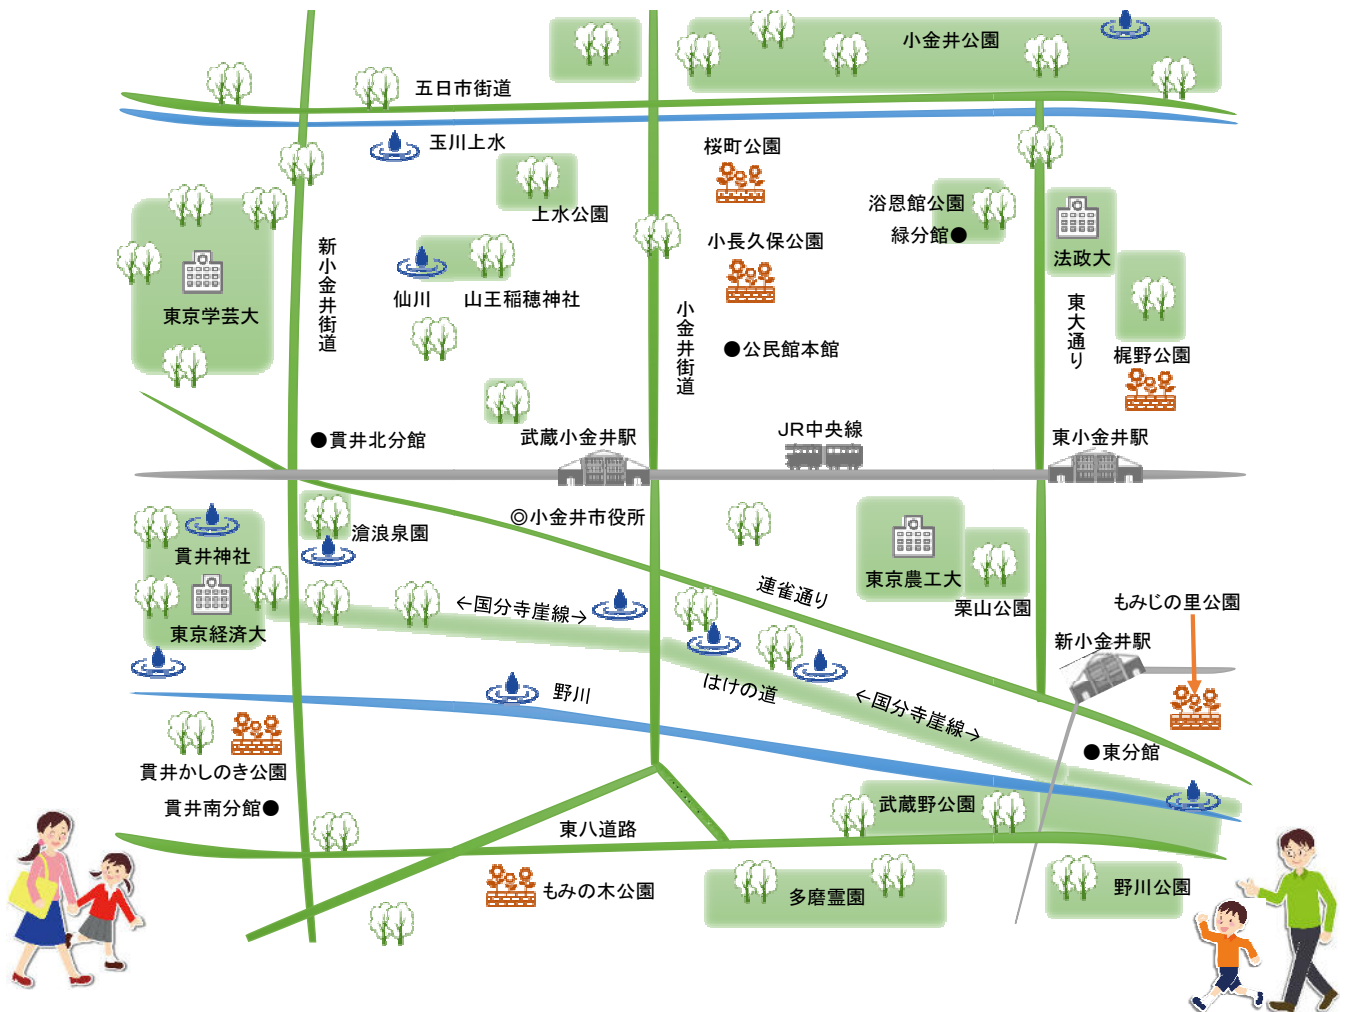 小金井公園
五日市街道
玉川上水
桜町公園
上水公園
浴恩館公園
緑分館●
小長久保公園
法政大
新小金井街道
仙川
山王稲穂神社
東京学芸大
小金井街道
東大通り
●公民館本館
梶野公園
●貫井北分館
武蔵小金井駅
JR中央線
東小金井駅
◎小金井市役所
滄浪泉園
貫井神社
東京農工大
連雀通り
栗山公園
もみじの里公園
←国分寺崖線→
東京経済大
新小金井駅
はけの道
野川
←国分寺崖線→
●東分館
貫井かしのき公園
貫井南分館●
武蔵野公園
東八道路
もみの木公園
多磨霊園
野川公園